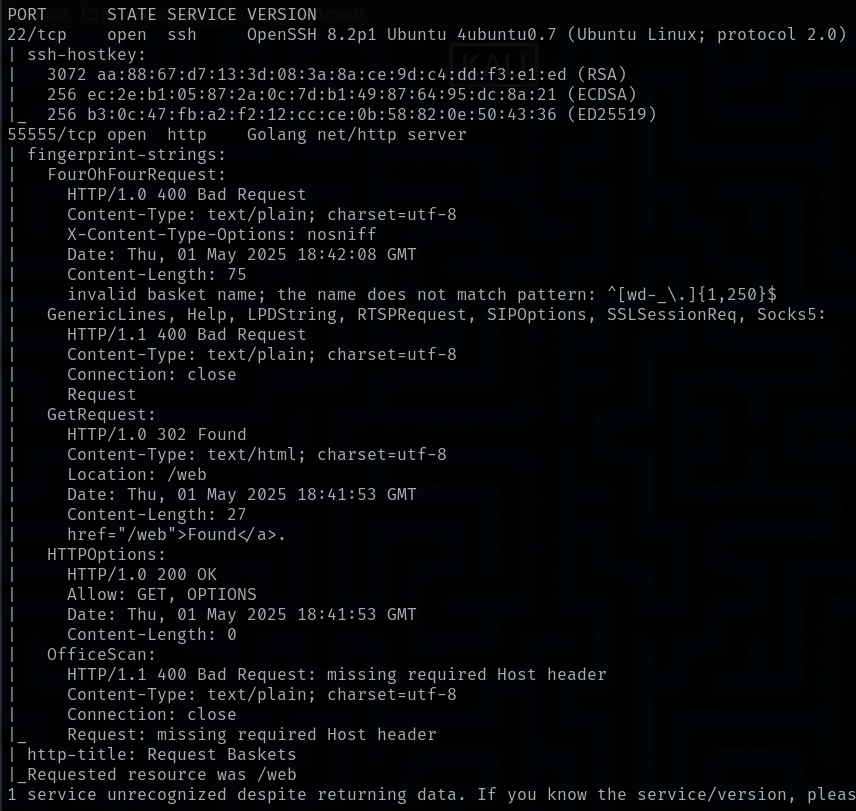 PORT      STATE SERVICE VERSION
22/tcp    open  ssh     OpenSSH 8.2p1 Ubuntu 4ubuntu0.7 (Ubuntu Linux; protocol 2.0)
| ssh-hostkey:
|   3072 aa:88:67:d7:13:3d:08:3a:8a:ce:9d:c4:dd:f3:e1:ed (RSA)
|   256 ec:2e:b1:05:87:2a:0c:7d:b1:49:87:64:95:dc:8a:21 (ECDSA)
|_  256 b3:0c:47:fb:a2:f2:12:cc:ce:0b:58:82:0e:50:43:36 (ED25519)
55555/tcp open  http    Golang net/http server
| fingerprint-strings:
|   FourOhFourRequest:
|     HTTP/1.0 400 Bad Request
|     Content-Type: text/plain; charset=utf-8
|     X-Content-Type-Options: nosniff
|     Date: Thu, 01 May 2025 18:42:08 GMT
|     Content-Length: 75
|     invalid basket name; the name does not match pattern: ^[wd-_\.]{1,250}$
|   GenericLines, Help, LPDString, RTSPRequest, SIPOptions, SSLSessionReq, Socks5:
|     HTTP/1.1 400 Bad Request
|     Content-Type: text/plain; charset=utf-8
|     Connection: close
|     Request
|   GetRequest:
|     HTTP/1.0 302 Found
|     Content-Type: text/html; charset=utf-8
|     Location: /web
|     Date: Thu, 01 May 2025 18:41:53 GMT
|     Content-Length: 27
|     href="/web">Found</a>.
|   HTTPOptions:
|     HTTP/1.0 200 OK
|     Allow: GET, OPTIONS
|     Date: Thu, 01 May 2025 18:41:53 GMT
|     Content-Length: 0
|   OfficeScan:
|     HTTP/1.1 400 Bad Request: missing required Host header
|     Content-Type: text/plain; charset=utf-8
|     Connection: close
|_    Request: missing required Host header
| http-title: Request Baskets
|_Requested resource was /web
1 service unrecognized despite returning data. If you know the service/version, pleas